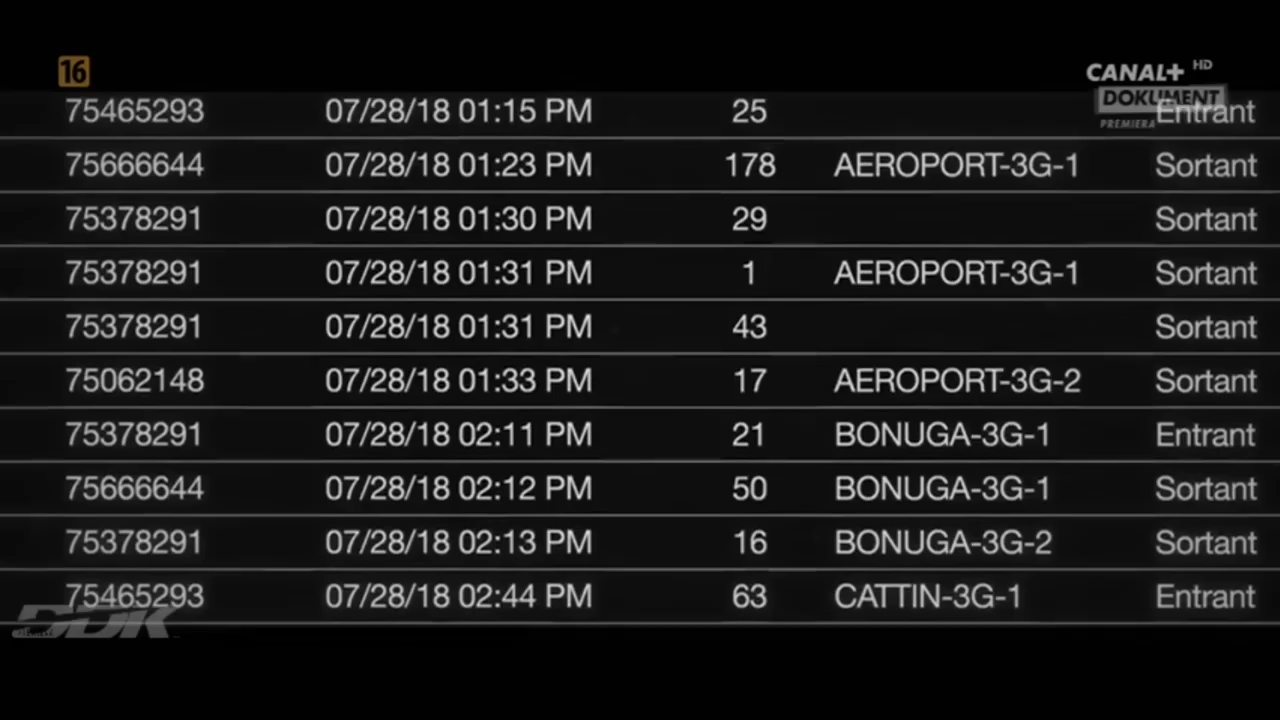 16
CANAL+ HD
DOKUMENT
PREMIERA
75465293 07/28/18 01:15 PM 25 Entrant
75666644 07/28/18 01:23 PM 178 AEROPORT-3G-1 Sortant
75378291 07/28/18 01:30 PM 29 Sortant
75378291 07/28/18 01:31 PM 1 AEROPORT-3G-1 Sortant
75378291 07/28/18 01:31 PM 43 Sortant
75062148 07/28/18 01:33 PM 17 AEROPORT-3G-2 Sortant
75378291 07/28/18 02:11 PM 21 BONUGA-3G-1 Entrant
75666644 07/28/18 02:12 PM 50 BONUGA-3G-1 Sortant
75378291 07/28/18 02:13 PM 16 BONUGA-3G-2 Sortant
75465293 07/28/18 02:44 PM 63 CATTIN-3G-1 Entrant
DDK